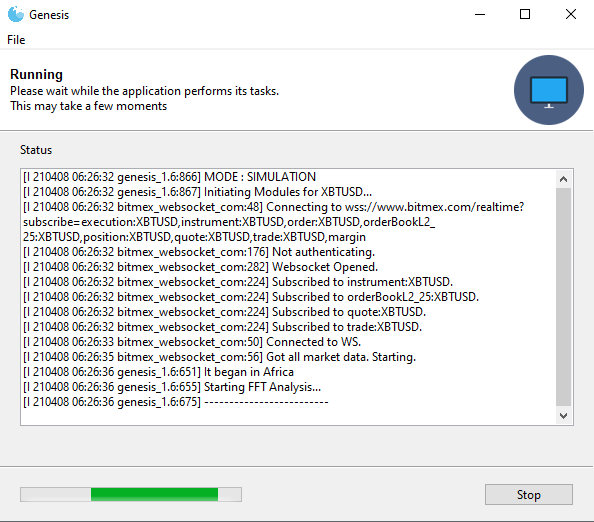 Genesis
File
Running
Please wait while the application performs its tasks.
This may take a few moments
Status
[I 210408 06:26:32 genesis_1.6:866] MODE : SIMULATION
[I 210408 06:26:32 genesis_1.6:867] Initiating Modules for XBTUSD...
[I 210408 06:26:32 bitmex_websocket_com:48] Connecting to wss://www.bitmex.com/realtime?
subscribe=execution:XBTUSD,instrument:XBTUSD,order:XBTUSD,orderBookL2_
25:XBTUSD,position:XBTUSD,quote:XBTUSD,trade:XBTUSD,margin
[I 210408 06:26:32 bitmex_websocket_com:176] Not authenticating.
[I 210408 06:26:32 bitmex_websocket_com:282] Websocket Opened.
[I 210408 06:26:32 bitmex_websocket_com:224] Subscribed to instrument:XBTUSD.
[I 210408 06:26:32 bitmex_websocket_com:224] Subscribed to orderBookL2_25:XBTUSD.
[I 210408 06:26:32 bitmex_websocket_com:224] Subscribed to quote:XBTUSD.
[I 210408 06:26:32 bitmex_websocket_com:224] Subscribed to trade:XBTUSD.
[I 210408 06:26:33 bitmex_websocket_com:50] Connected to WS.
[I 210408 06:26:35 bitmex_websocket_com:56] Got all market data. Starting.
[I 210408 06:26:36 genesis_1.6:651] It began in Africa
[I 210408 06:26:36 genesis_1.6:655] Starting FFT Analysis...
[I 210408 06:26:36 genesis_1.6:675] -------------------------
Stop